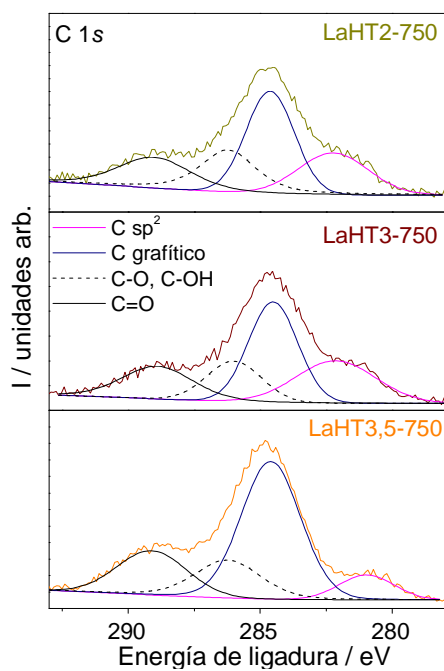 C 1s
LaHT2-750
LaHT3-750
C sp²
C grafítico
C-O, C-OH
C=O
LaHT3,5-750
I / unidades arb.
290 285 280
Energía de ligadura / eV